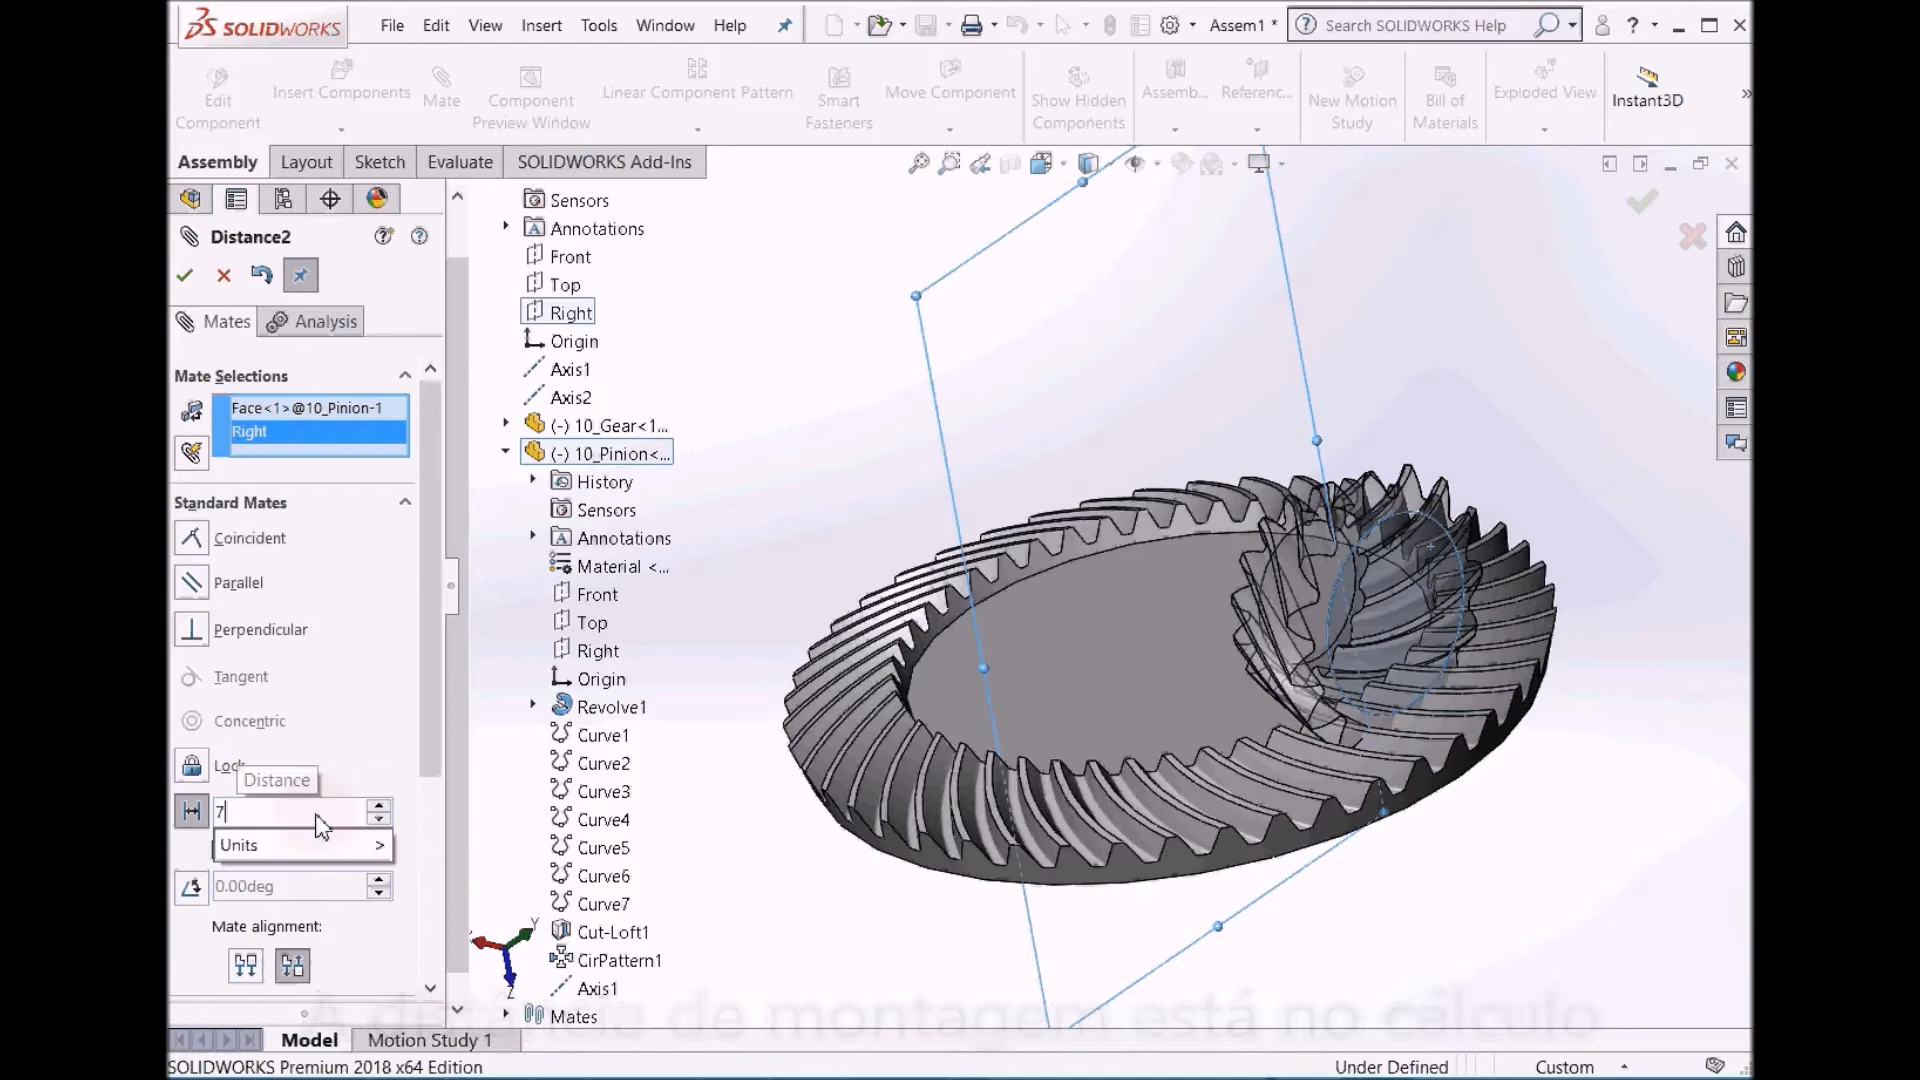 SOLIDWORKS File Edit View Insert Tools Window Help Assem1 * Search SOLIDWORKS Help ?
Edit Component
Insert Components
Mate
Component Preview Window
Linear Component Pattern
Smart Fasteners
Move Component
Show Hidden Components
Assemb...
Referenc...
New Motion Study
Bill of Materials
Exploded View
Instant3D
Assembly Layout Sketch Evaluate SOLIDWORKS Add-Ins
Distance2
Mates Analysis
Mate Selections
Face<1>@10_Pinion-1
Right
Standard Mates
Coincident
Parallel
Perpendicular
Tangent
Concentric
Lock
Distance
7
Units >
0.00deg
Mate alignment:
Sensors
Annotations
Front
Top
Right
Origin
Axis1
Axis2
(-) 10_Gear<1...
(-) 10_Pinion<...
History
Sensors
Annotations
Material <...
Front
Top
Right
Origin
Revolve1
Curve1
Curve2
Curve3
Curve4
Curve5
Curve6
Curve7
Cut-Loft1
CirPattern1
Axis1
Mates
Y
Z
A distância de montagem está no cálculo
Model Motion Study 1
SOLIDWORKS Premium 2018 x64 Edition Under Defined Custom